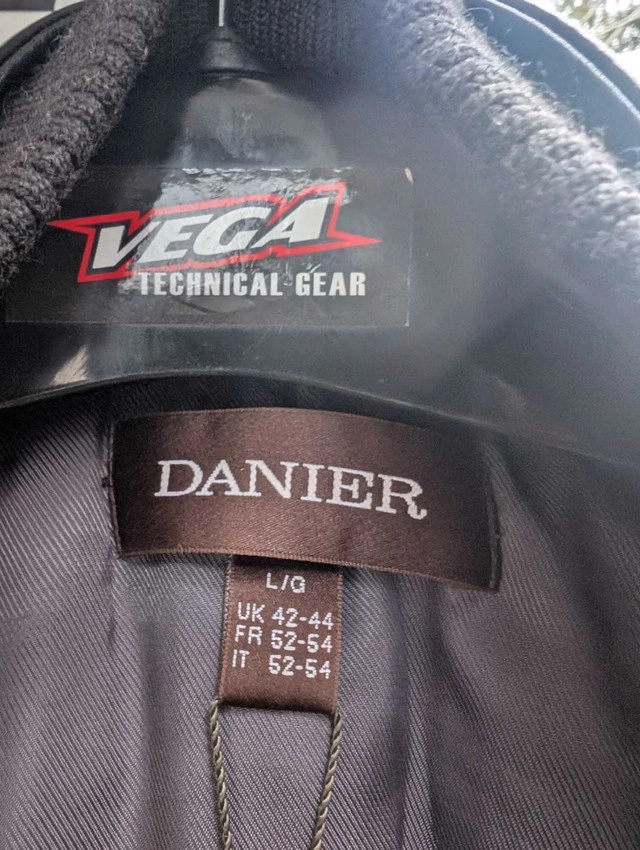 VEGA
TECHNICAL GEAR
DANIER
L/G
UK 42-44
FR 52-54
IT 52-54